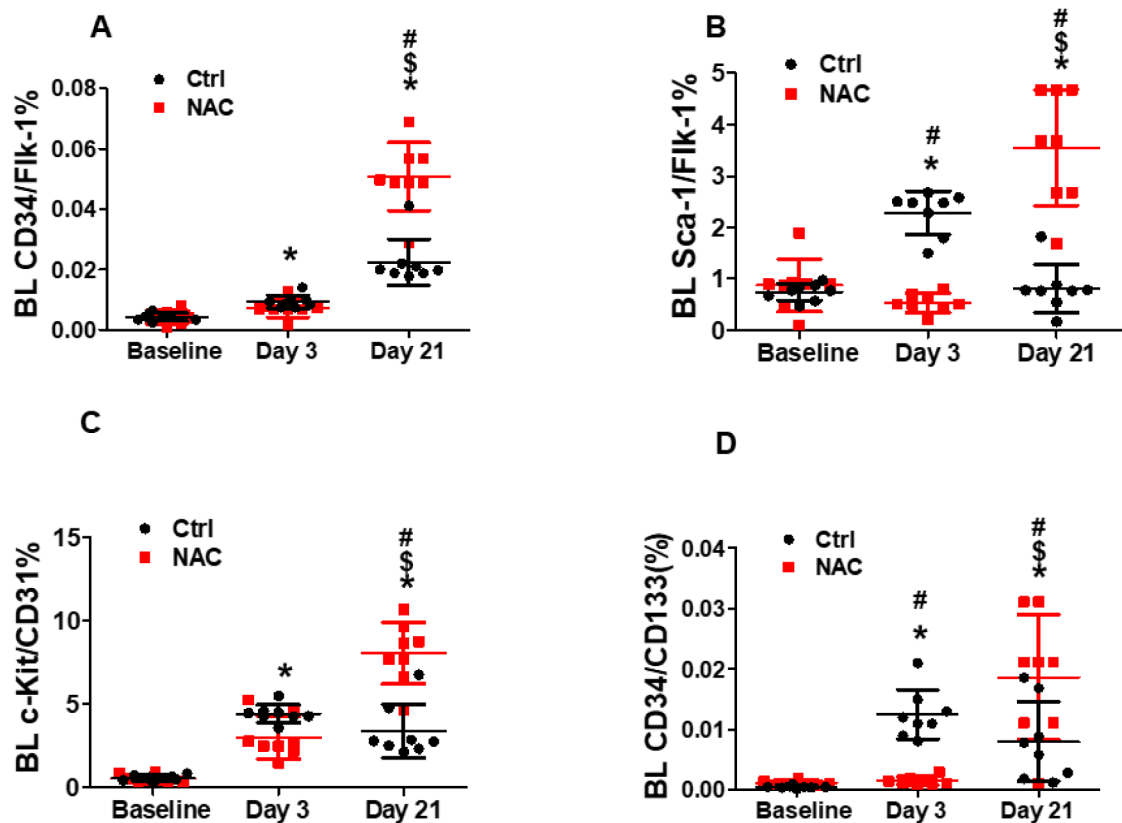 A
BL CD34/Flk-1%
Ctrl
NAC
0.08
0.06
0.04
0.02
0.00
*
#
$
*
Baseline Day 3 Day 21
B
BL Sca-1/Flk-1%
Ctrl
NAC
5
4
3
2
1
0
#
*
#
$
*
Baseline Day 3 Day 21
C
BL c-Kit/CD31%
Ctrl
NAC
15
10
5
0
*
#
$
*
Baseline Day 3 Day 21
D
BL CD34/CD133(%)
Ctrl
NAC
0.04
0.03
0.02
0.01
0.00
#
*
#
$
*
Baseline Day 3 Day 21